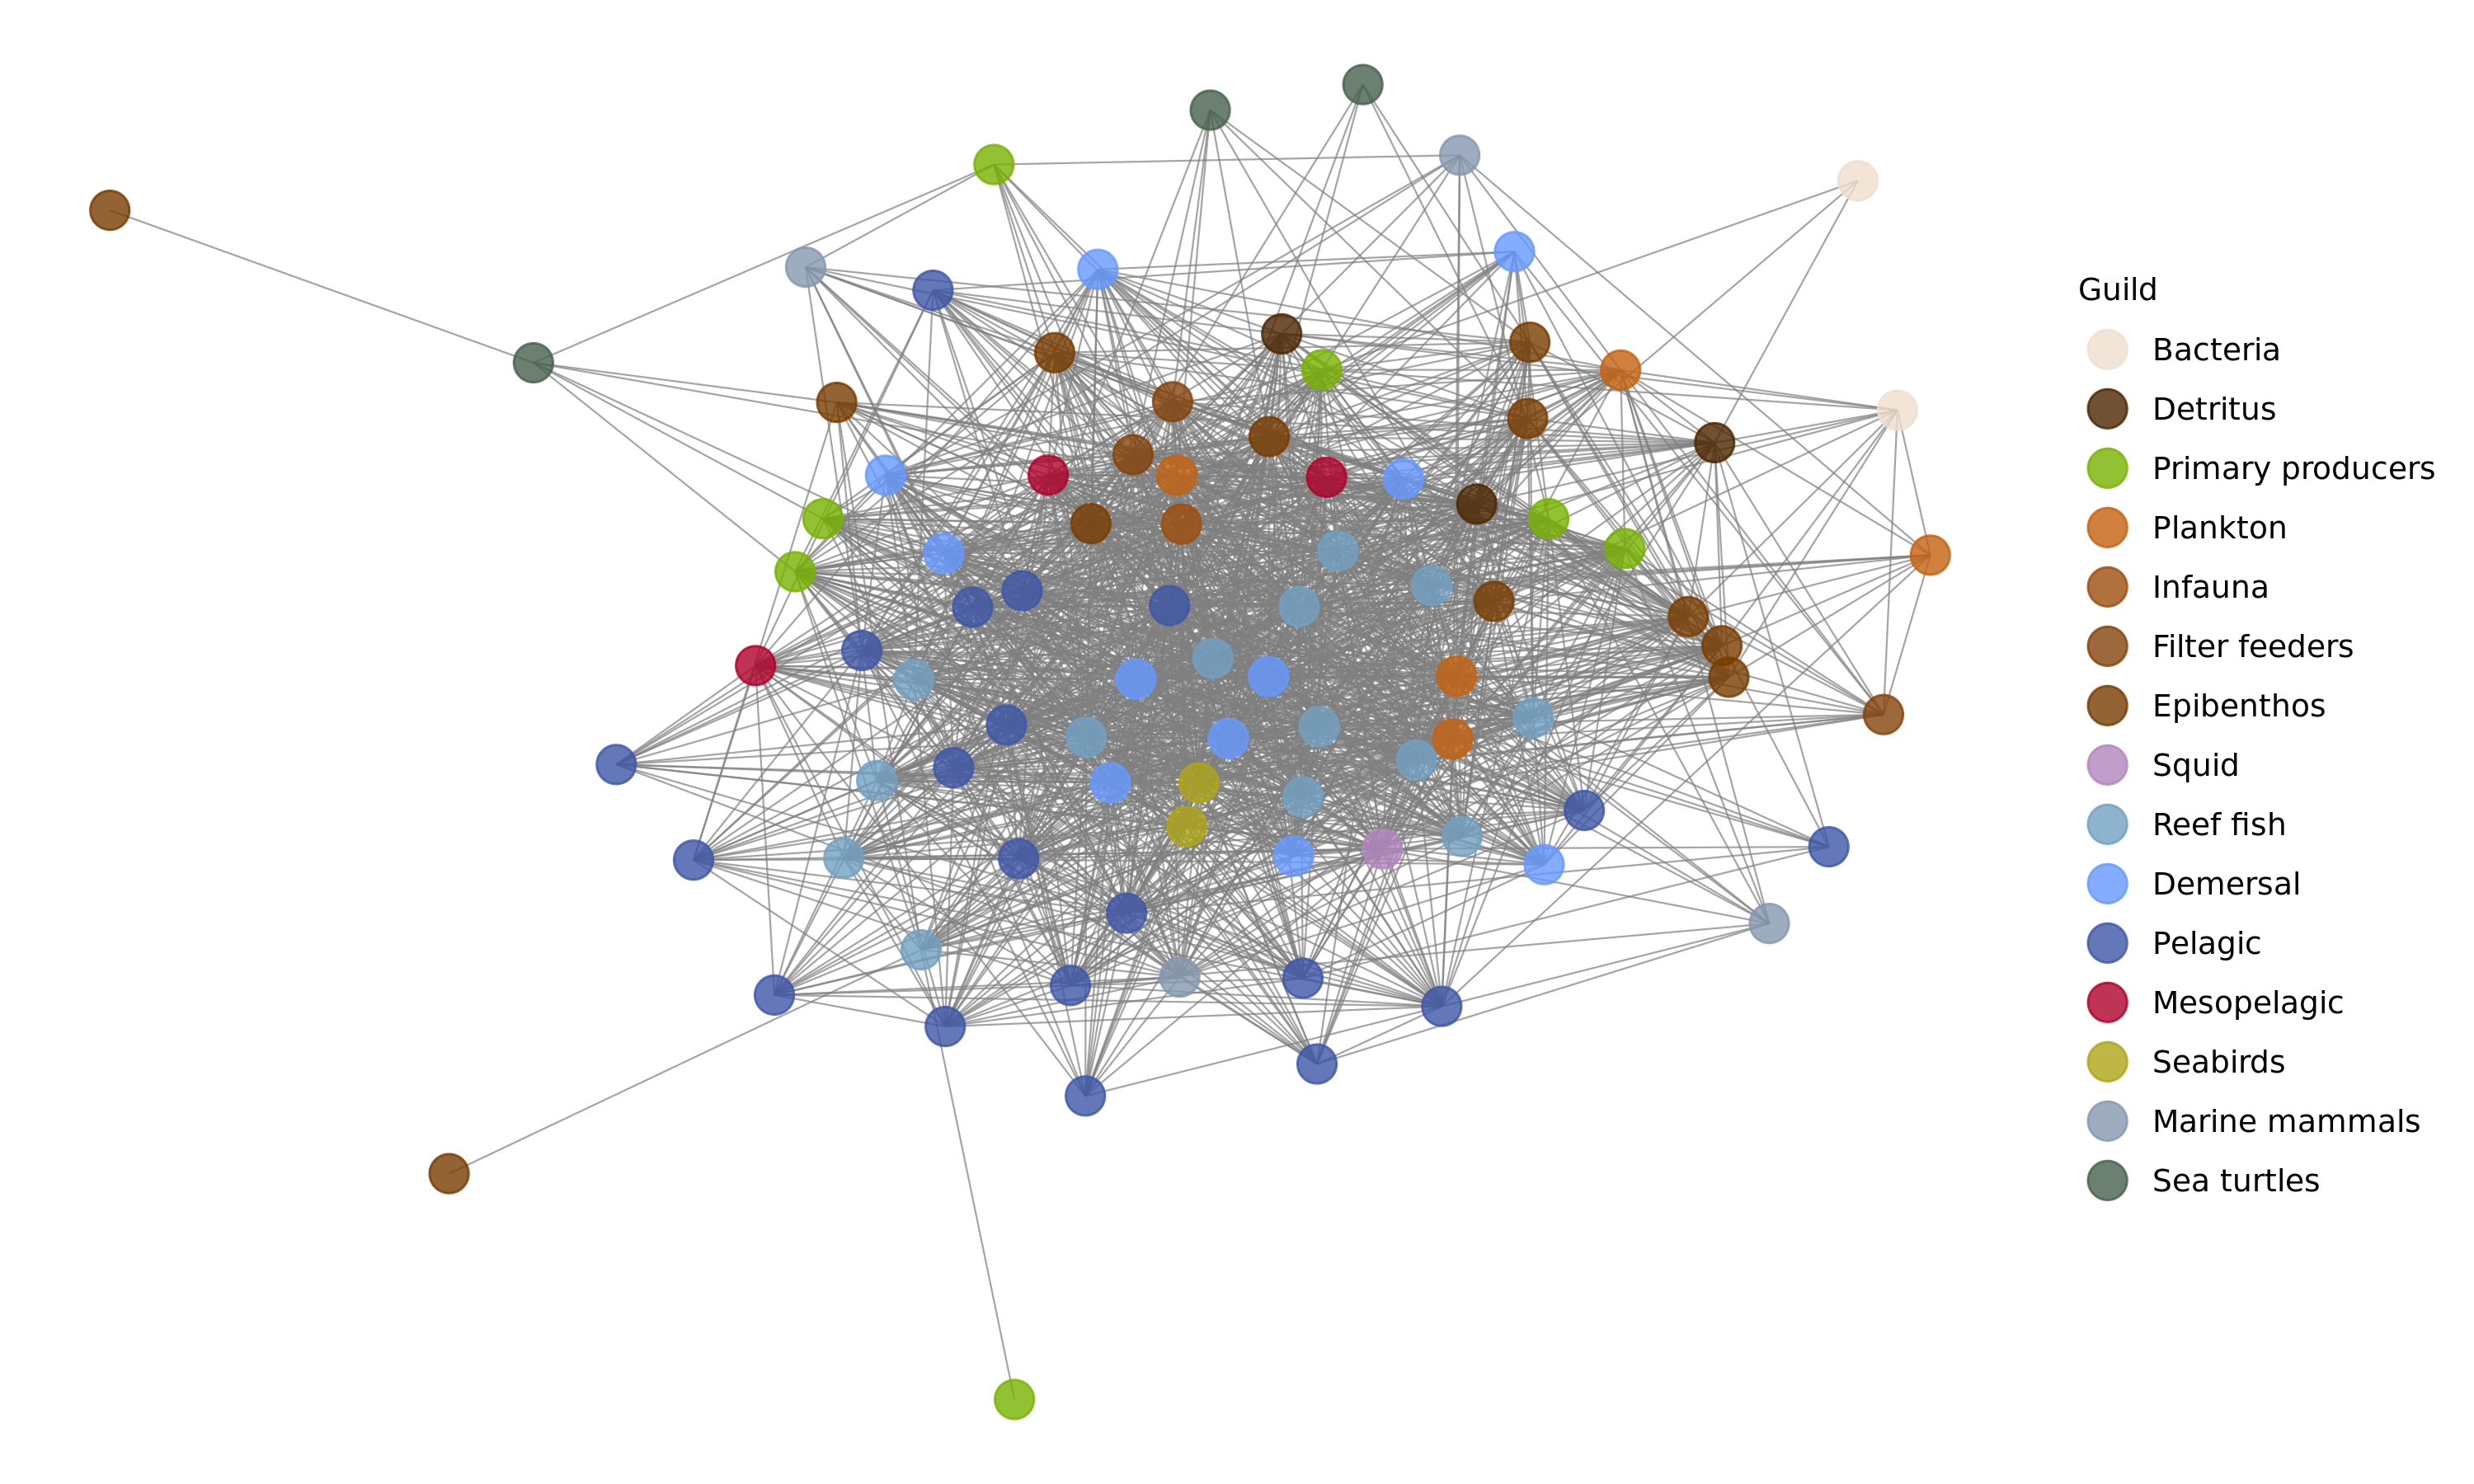 Guild
Bacteria
Detritus
Primary producers
Plankton
Infauna
Filter feeders
Epibenthos
Squid
Reef fish
Demersal
Pelagic
Mesopelagic
Seabirds
Marine mammals
Sea turtles